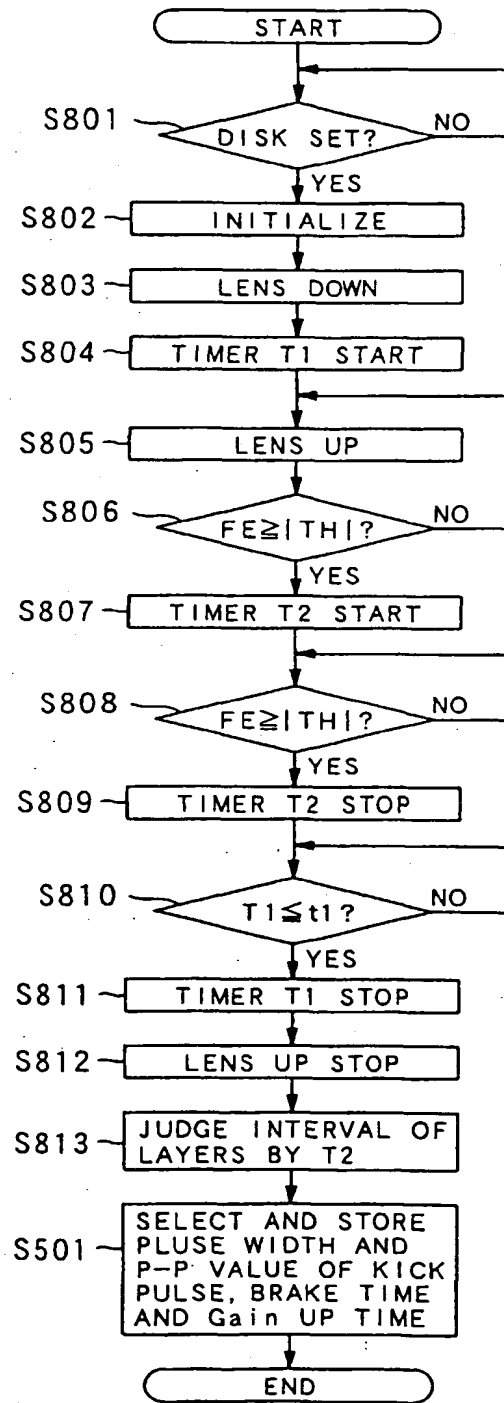 START
S801
DISK SET?
NO
YES
S802
INITIALIZE
S803
LENS DOWN
S804
TIMER T1 START
S805
LENS UP
S806
FE≧|TH|?
NO
YES
S807
TIMER T2 START
S808
FE≧|TH|?
NO
YES
S809
TIMER T2 STOP
S810
T1≦t1?
NO
YES
S811
TIMER T1 STOP
S812
LENS UP STOP
S813
JUDGE INTERVAL OF
LAYERS BY T2
S501
SELECT AND STORE
PLUSE WIDTH AND
P-P VALUE OF KICK
PULSE, BRAKE TIME
AND Gain UP TIME
END